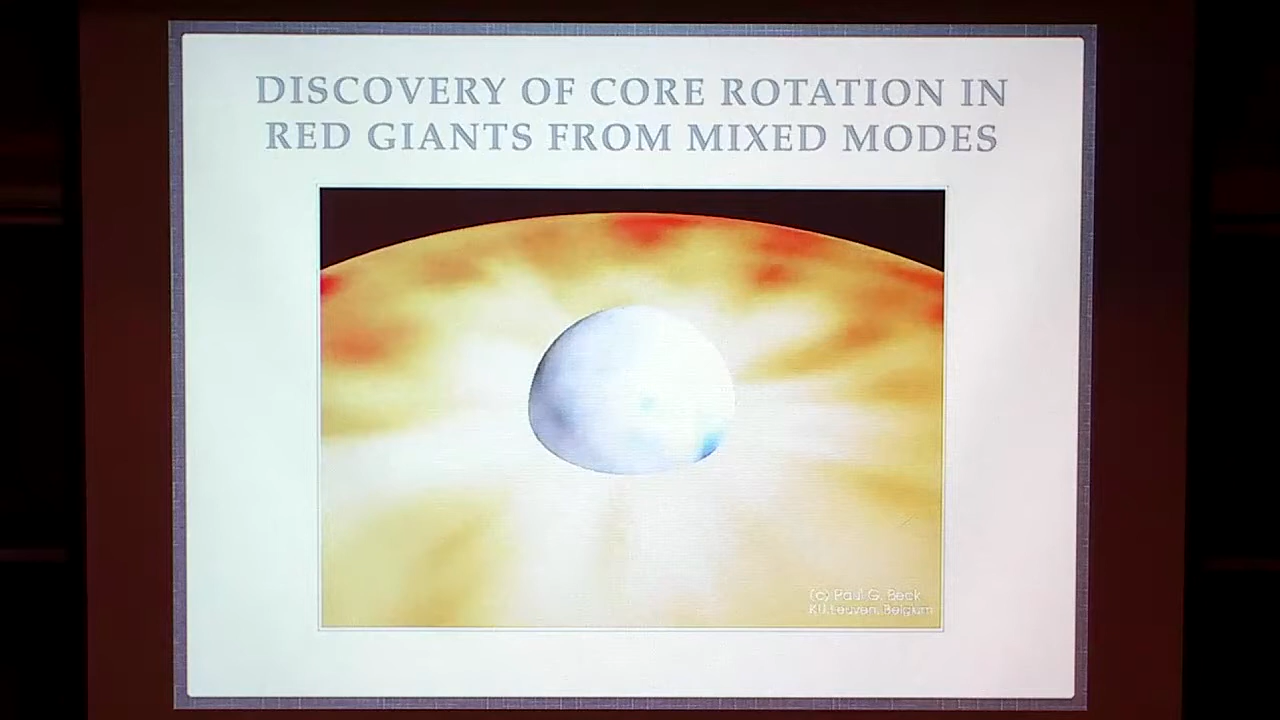 DISCOVERY OF CORE ROTATION IN
RED GIANTS FROM MIXED MODES
(c) Paul G. Beck
KU Leuven, Belgium